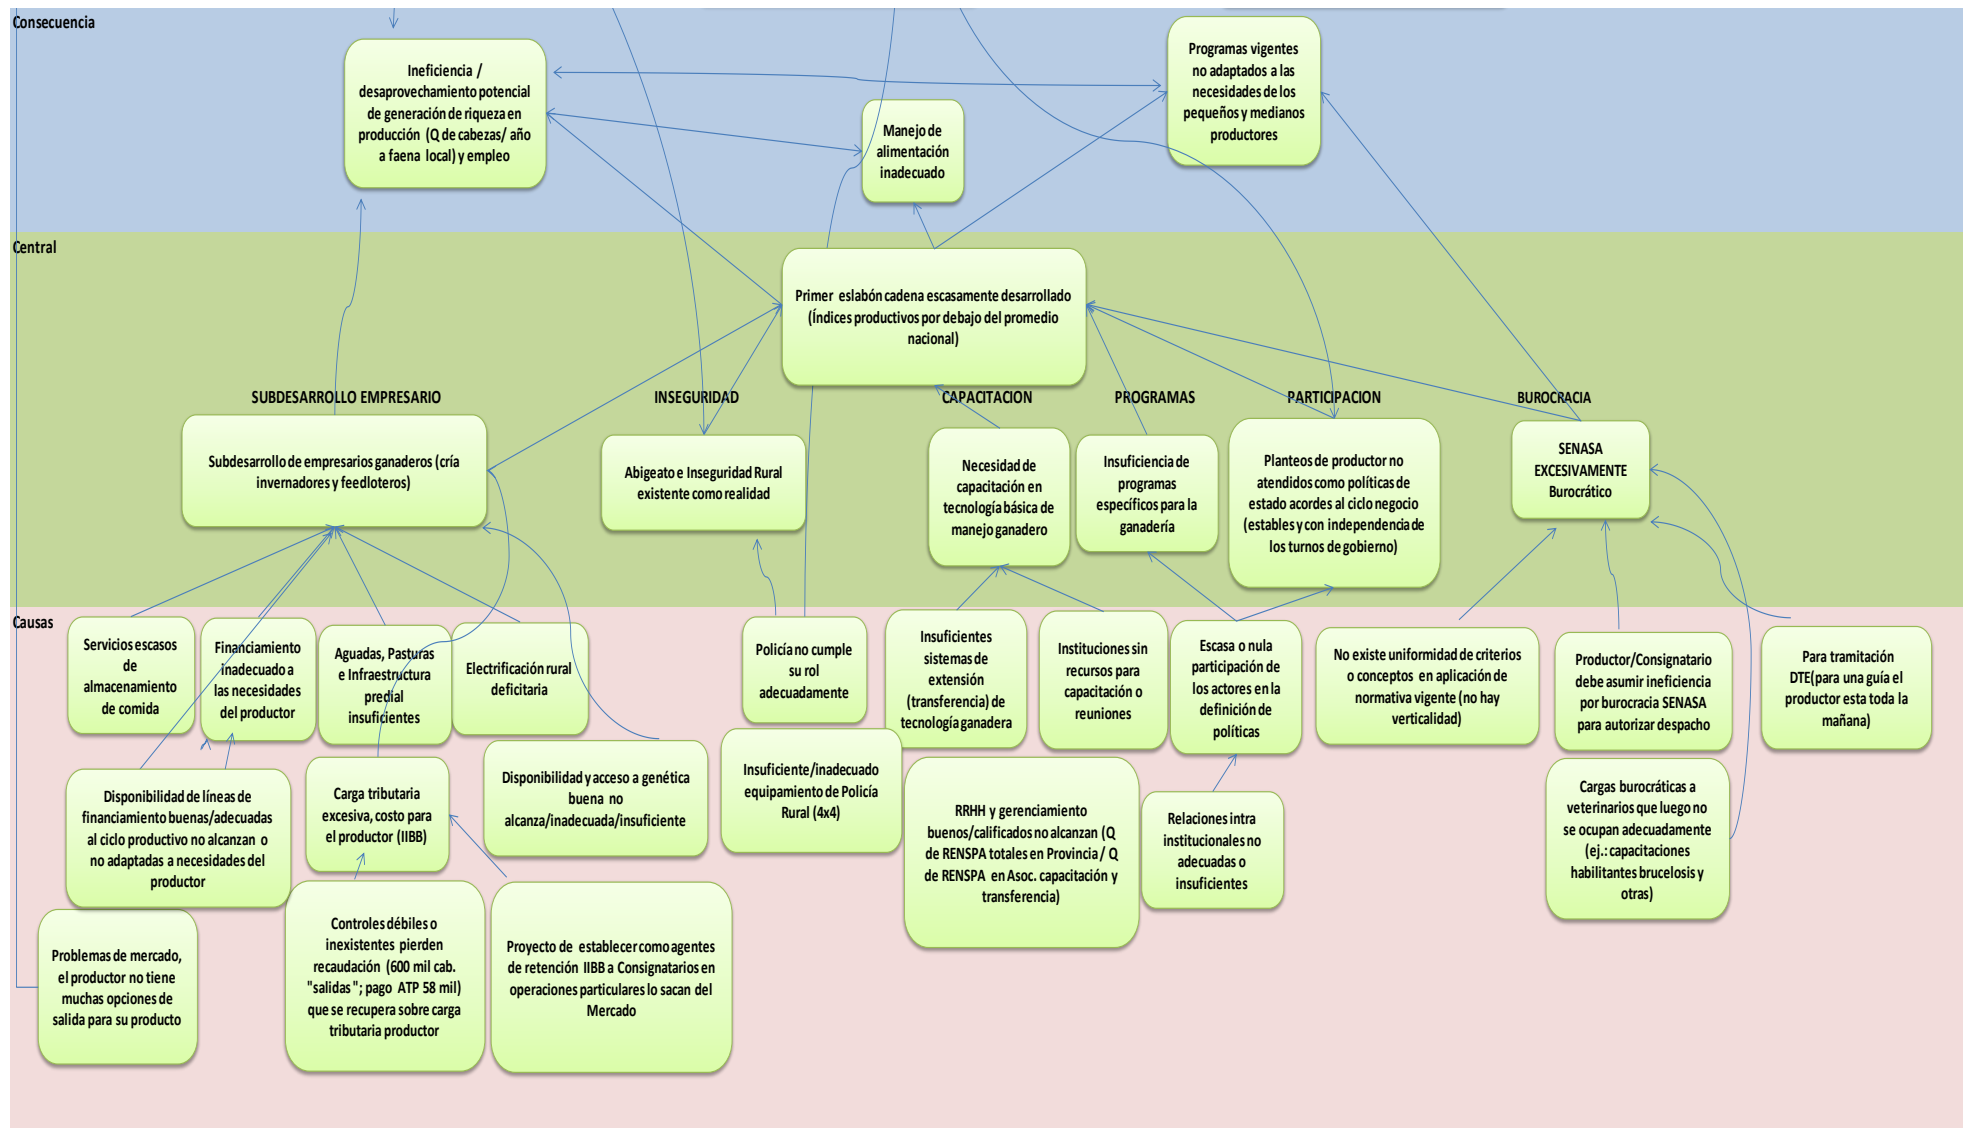 Consecuencia
Ineficiencia /
desaprovechamiento potencial
de generación de riqueza en
producción (Q de cabezas/ año
a faena local) y empleo
Manejo de
alimentación
inadecuado
Programas vigentes
no adaptados a las
necesidades de los
pequeños y medianos
productores
Central
Primer eslabón cadena escasamente desarrollado
(Índices productivos por debajo del promedio
nacional)
SUBDESARROLLO EMPRESARIO
INSEGURIDAD
CAPACITACION
PROGRAMAS
PARTICIPACION
BUROCRACIA
Subdesarrollo de empresarios ganaderos (cría
invernadores y feedloteros)
Abigeato e Inseguridad Rural
existente como realidad
Necesidad de
capacitación en
tecnología básica de
manejo ganadero
Insuficiencia de
programas
específicos para la
ganadería
Planteos de productor no
atendidos como políticas de
estado acordes al ciclo negocio
(estables y con independencia de
los turnos de gobierno)
SENASA
EXCESIVAMENTE
Burocrático
Causas
Servicios escasos
de
almacenamiento
de comida
Financiamiento
inadecuado a
las necesidades
del productor
Aguadas, Pasturas
e Infraestructura
predial
insuficientes
Electrificación rural
deficitaria
Policía no cumple
su rol
adecuadamente
Insuficientes
sistemas de
extensión
(transferencia) de
tecnología ganadera
Instituciones sin
recursos para
capacitación o
reuniones
Escasa o nula
participación de
los actores en la
definición de
políticas
No existe uniformidad de criterios
o conceptos en aplicación de
normativa vigente (no hay
verticalidad)
Productor/Consignatario
debe asumir ineficiencia
por burocracia SENASA
para autorizar despacho
Para tramitación
DTE(para una guía el
productor esta toda la
mañana)
Disponibilidad de líneas de
financiamiento buenas/adecuadas
al ciclo productivo no alcanzan o
no adaptadas a necesidades del
productor
Carga tributaria
excesiva, costo para
el productor (IIBB)
Disponibilidad y acceso a genética
buena no
alcanza/inadecuada/insuficiente
Insuficiente/inadecuado
equipamiento de Policía
Rural (4x4)
RRHH y gerenciamiento
buenos/calificados no alcanzan (Q
de RENSPA totales en Provincia / Q
de RENSPA en Asoc. capacitación y
transferencia)
Relaciones intra
institucionales no
adecuadas o
insuficientes
Cargas burocráticas a
veterinarios que luego no
se ocupan adecuadamente
(ej.: capacitaciones
habilitantes brucelosis y
otras)
Problemas de mercado,
el productor no tiene
muchas opciones de
salida para su producto
Controles débiles o
inexistentes pierden
recaudación (600 mil cab.
"salidas"; pago ATP 58 mil)
que se recupera sobre carga
tributaria productor
Proyecto de establecer como agentes
de retención IIBB a Consignatarios en
operaciones particulares lo sacan del
Mercado